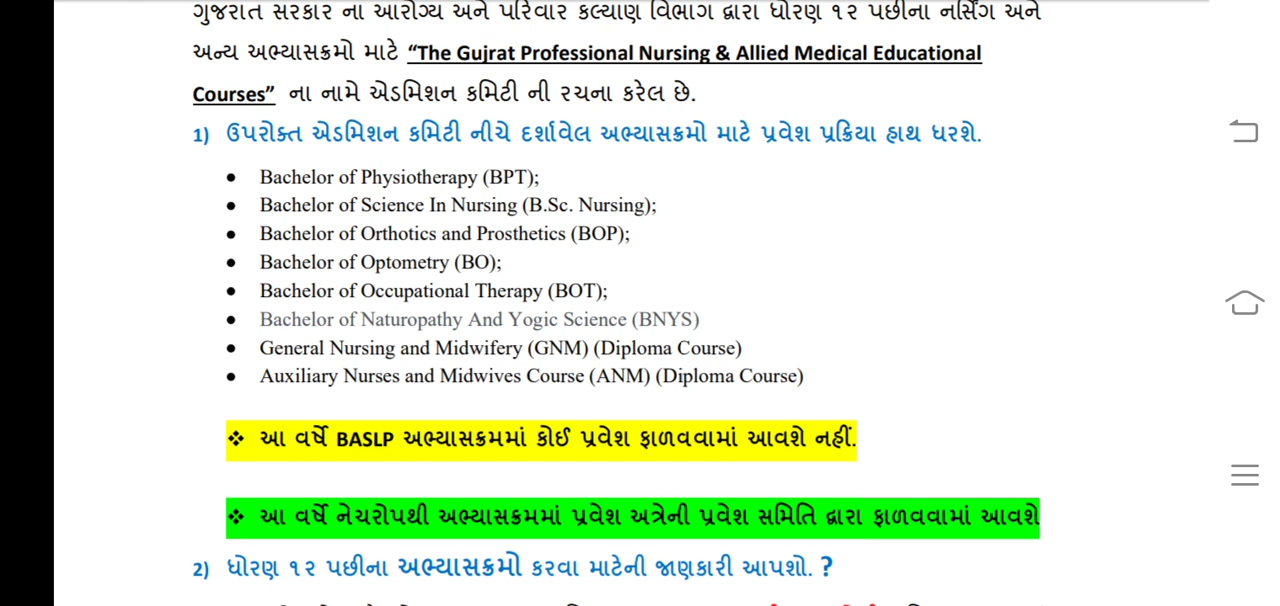 ગુજરાત સરકાર ના આરોગ્ય અને પરિવાર કલ્યાણ વિભાગ દ્વારા ધોરણ ૧૨ પછીના નર્સિંગ અને
અન્ય અભ્યાસક્રમો માટે “The Gujrat Professional Nursing & Allied Medical Educational
Courses” ના નામે એડમિશન કમિટી ની રચના કરેલ છે.
1) ઉપરોક્ત એડમિશન કમિટી નીચે દર્શાવેલ અભ્યાસક્રમો માટે પ્રવેશ પ્રક્રિયા હાથ ધરશે.
• Bachelor of Physiotherapy (BPT);
• Bachelor of Science In Nursing (B.Sc. Nursing);
• Bachelor of Orthotics and Prosthetics (BOP);
• Bachelor of Optometry (BO);
• Bachelor of Occupational Therapy (BOT);
• Bachelor of Naturopathy And Yogic Science (BNYS)
• General Nursing and Midwifery (GNM) (Diploma Course)
• Auxiliary Nurses and Midwives Course (ANM) (Diploma Course)
❖ આ વર્ષે BASLP અભ્યાસક્રમમાં કોઈ પ્રવેશ ફાળવવામાં આવશે નહીં.
❖ આ વર્ષે નેચરોપથી અભ્યાસક્રમમાં પ્રવેશ અત્રેની પ્રવેશ સમિતિ દ્વારા ફાળવવામાં આવશે
2) ધોરણ ૧૨ પછીના અભ્યાસક્રમો કરવા માટેની જાણકારી આપશો. ?